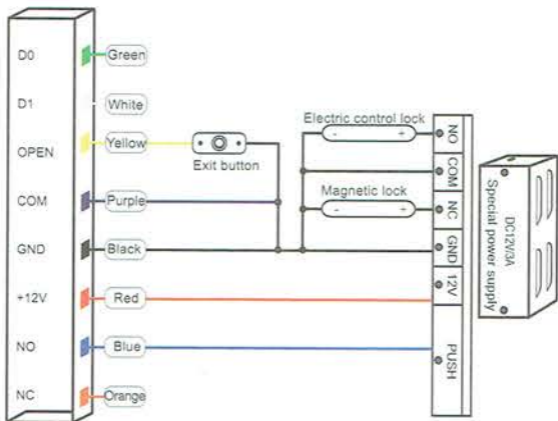 D0 Green
D1 White
OPEN Yellow
Exit button
COM Purple
GND Black
+12V Red
NO Blue
NC Orange
Electric control lock
- +
Magnetic lock
- +
NO
COM
NC
GND
12V
PUSH
DC12V/3A
Special power supply